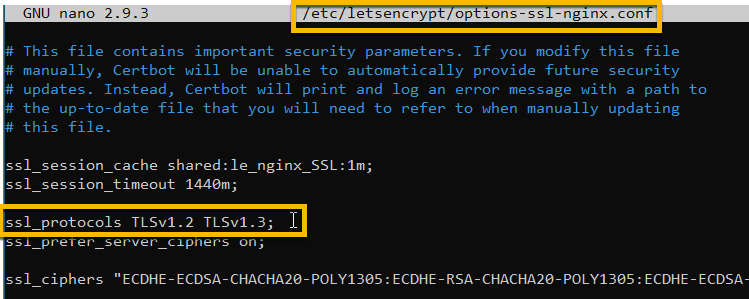 GNU nano 2.9.3 /etc/letsencrypt/options-ssl-nginx.conf
# This file contains important security parameters. If you modify this file
# manually, Certbot will be unable to automatically provide future security
# updates. Instead, Certbot will print and log an error message with a path to
# the up-to-date file that you will need to refer to when manually updating
# this file.
ssl_session_cache shared:le_nginx_SSL:1m;
ssl_session_timeout 1440m;
ssl_protocols TLSv1.2 TLSv1.3;
ssl_prefer_server_ciphers on;
ssl_ciphers "ECDHE-ECDSA-CHACHA20-POLY1305:ECDHE-RSA-CHACHA20-POLY1305:ECDHE-ECDSA-